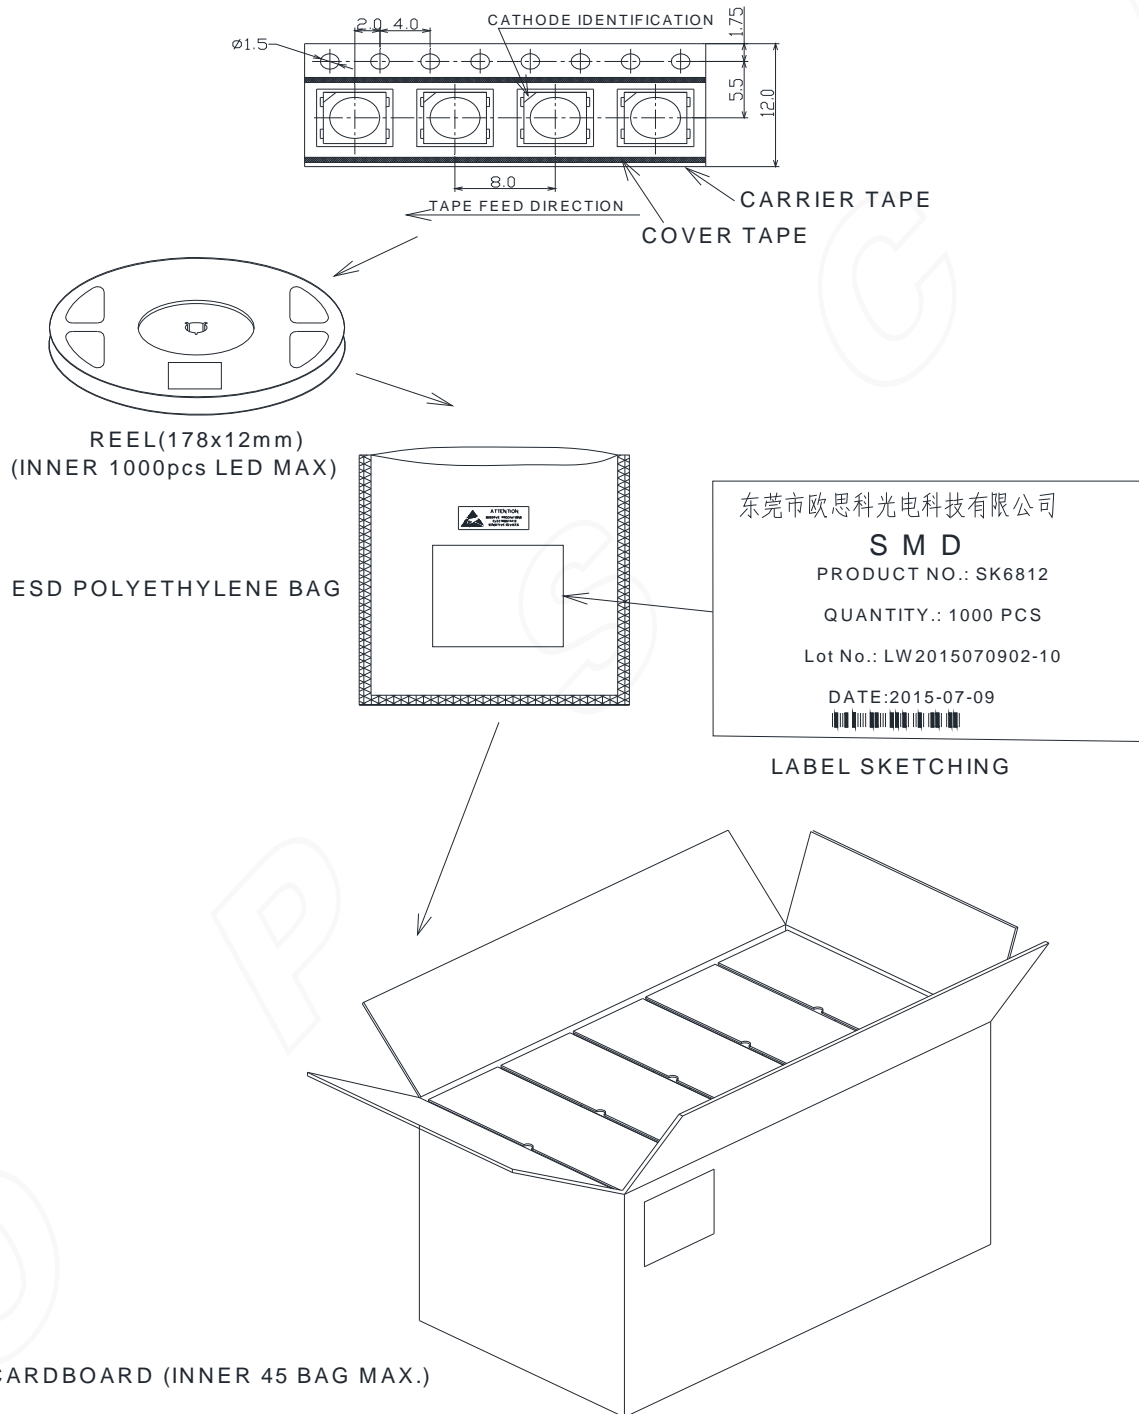 CATHODE IDENTIFICATION
2.0
4.0
1.75
Ø1.5
5.5
12.0
8.0
TAPE FEED DIRECTION
CARRIER TAPE
COVER TAPE
REEL(178x12mm)
(INNER 1000pcs LED MAX)
ATTENTION
ESD POLYETHYLENE BAG
东莞市欧思科光电科技有限公司
SMD
PRODUCT NO.: SK6812
QUANTITY.: 1000 PCS
Lot No.: LW2015070902-10
DATE:2015-07-09
LABEL SKETCHING
CARDBOARD (INNER 45 BAG MAX.)
O P S C